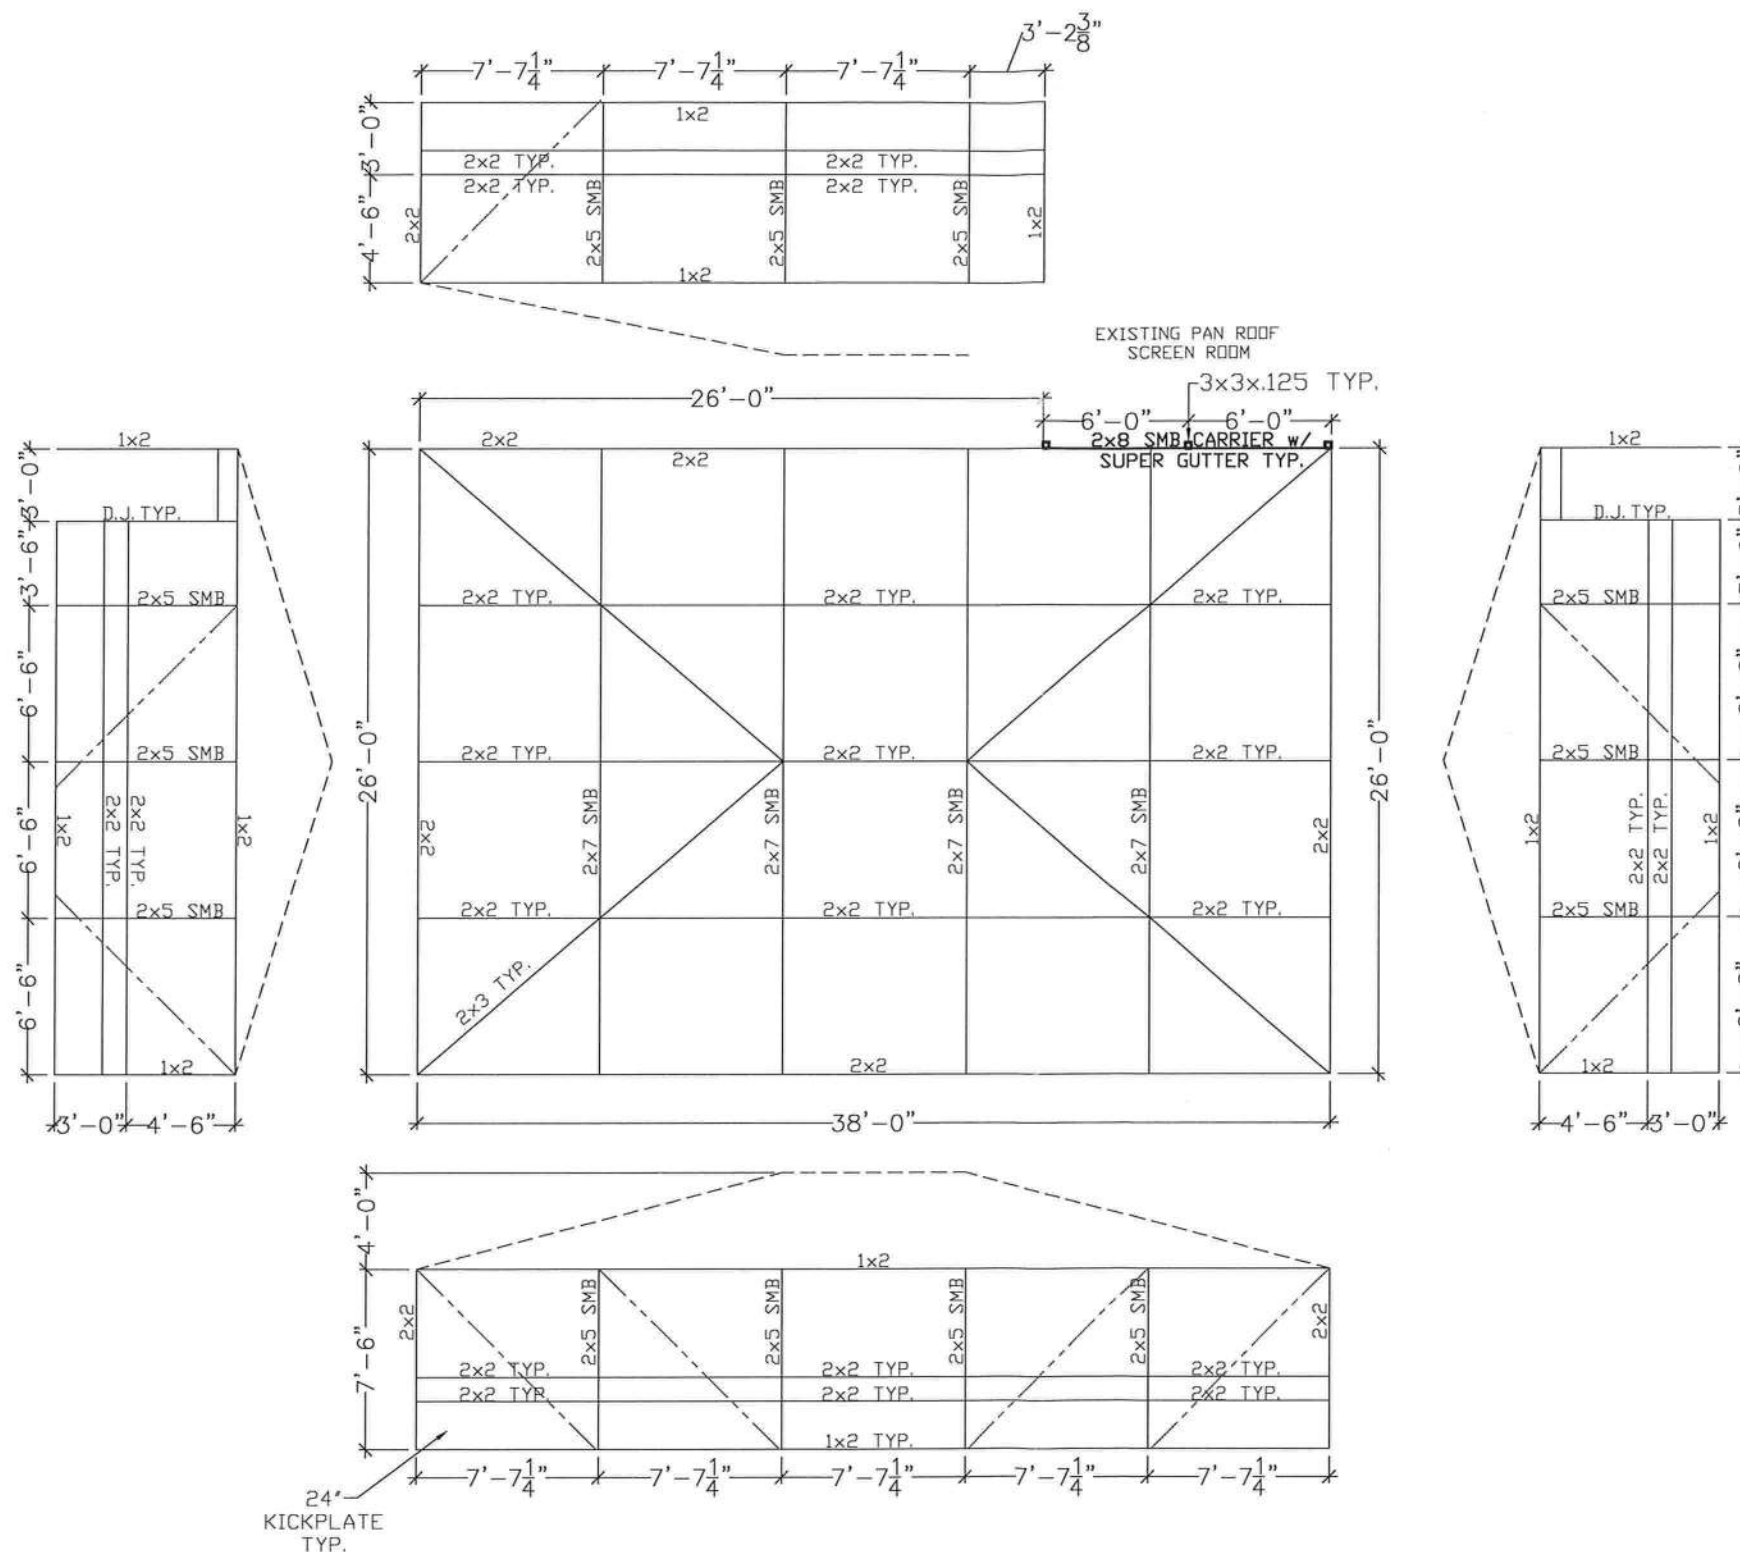 3'-2 3/8"
7'-7 1/4" 7'-7 1/4" 7'-7 1/4"
3'-0"
4'-6"
1x2
2x2 TYP. 2x2 TYP.
2x2 TYP. 2x2 TYP.
2x2
2x5 SMB
2x5 SMB
2x5 SMB
1x2
1x2
EXISTING PAN ROOF
SCREEN ROOM
3x3x.125 TYP.
26'-0"
6'-0" 6'-0"
2x8 SMB CARRIER w/
SUPER GUTTER TYP.
2x2
2x2
26'-0"
26'-0"
2x2 TYP. 2x2 TYP. 2x2 TYP.
2x2 TYP. 2x2 TYP. 2x2 TYP.
2x2
2x7 SMB
2x7 SMB
2x7 SMB
2x7 SMB
2x2
2x2 TYP. 2x2 TYP. 2x2 TYP.
2x3 TYP.
2x2
38'-0"
1x2
3'-0"
3'-6"
6'-6"
6'-6"
6'-6"
D.J. TYP.
2x5 SMB
2x5 SMB
1x2
2x2 TYP.
2x2 TYP.
1x2
2x5 SMB
1x2
3'-0" 4'-6"
1x2
D.J. TYP.
2x5 SMB
2x5 SMB
1x2
2x2 TYP.
2x2 TYP.
1x2
2x5 SMB
1x2
4'-6" 3'-0"
4'-0"
7'-6"
1x2
2x2
2x5 SMB
2x5 SMB
2x5 SMB
2x5 SMB
2x2
2x2 TYP. 2x2 TYP. 2x2 TYP.
2x2 TYP 2x2 TYP. 2x2 TYP.
1x2 TYP.
7'-7 1/4" 7'-7 1/4" 7'-7 1/4" 7'-7 1/4" 7'-7 1/4"
24"
KICKPLATE
TYP.